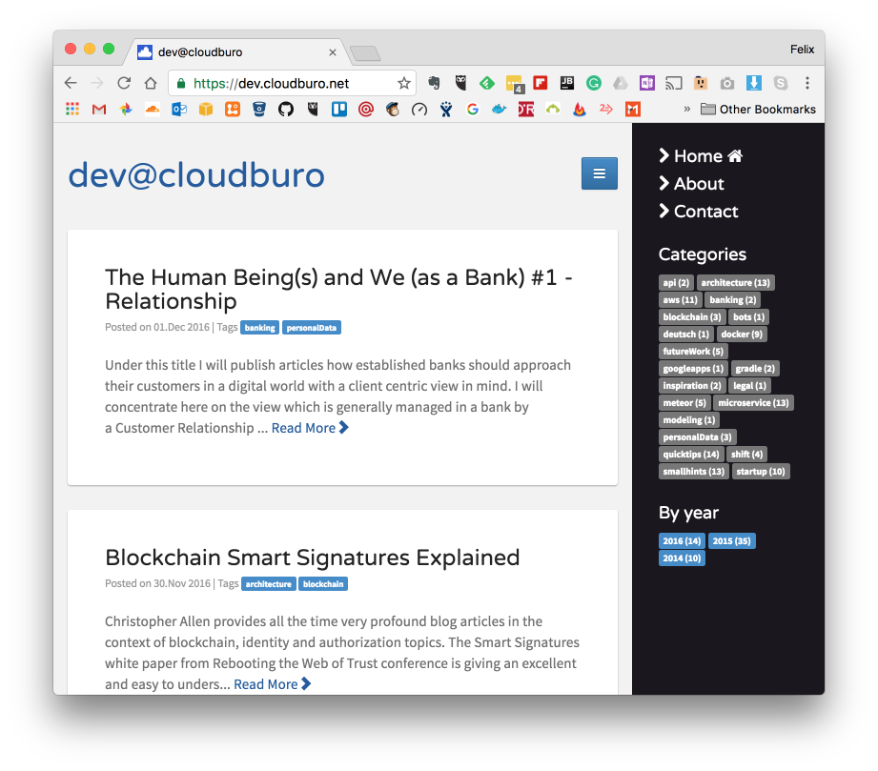 dev@cloudburo
Felix
https://dev.cloudburo.net
4
JB
Other Bookmarks
dev@cloudburo
The Human Being(s) and We (as a Bank) #1 -
Relationship
Posted on 01.Dec 2016 | Tags banking personalData
Under this title I will publish articles how established banks should approach
their customers in a digital world with a client centric view in mind. I will
concentrate here on the view which is generally managed in a bank by
a Customer Relationship ... Read More
Blockchain Smart Signatures Explained
Posted on 30.Nov 2016 | Tags architecture blockchain
Christopher Allen provides all the time very profound blog articles in the
context of blockchain, identity and authorization topics. The Smart Signatures
white paper from Rebooting the Web of Trust conference is giving an excellent
and easy to unders... Read More
Home
About
Contact
Categories
api (2) architecture (13)
aws (11) banking (2)
blockchain (3) bots (1)
deutsch (1) docker (9)
futureWork (5)
googleapps (1) gradle (2)
inspiration (2) legal (1)
meteor (5) microservice (13)
modeling (1)
personalData (3)
quicktips (14) shift (4)
smallhints (13) startup (10)
By year
2016 (14) 2015 (35)
2014 (10)